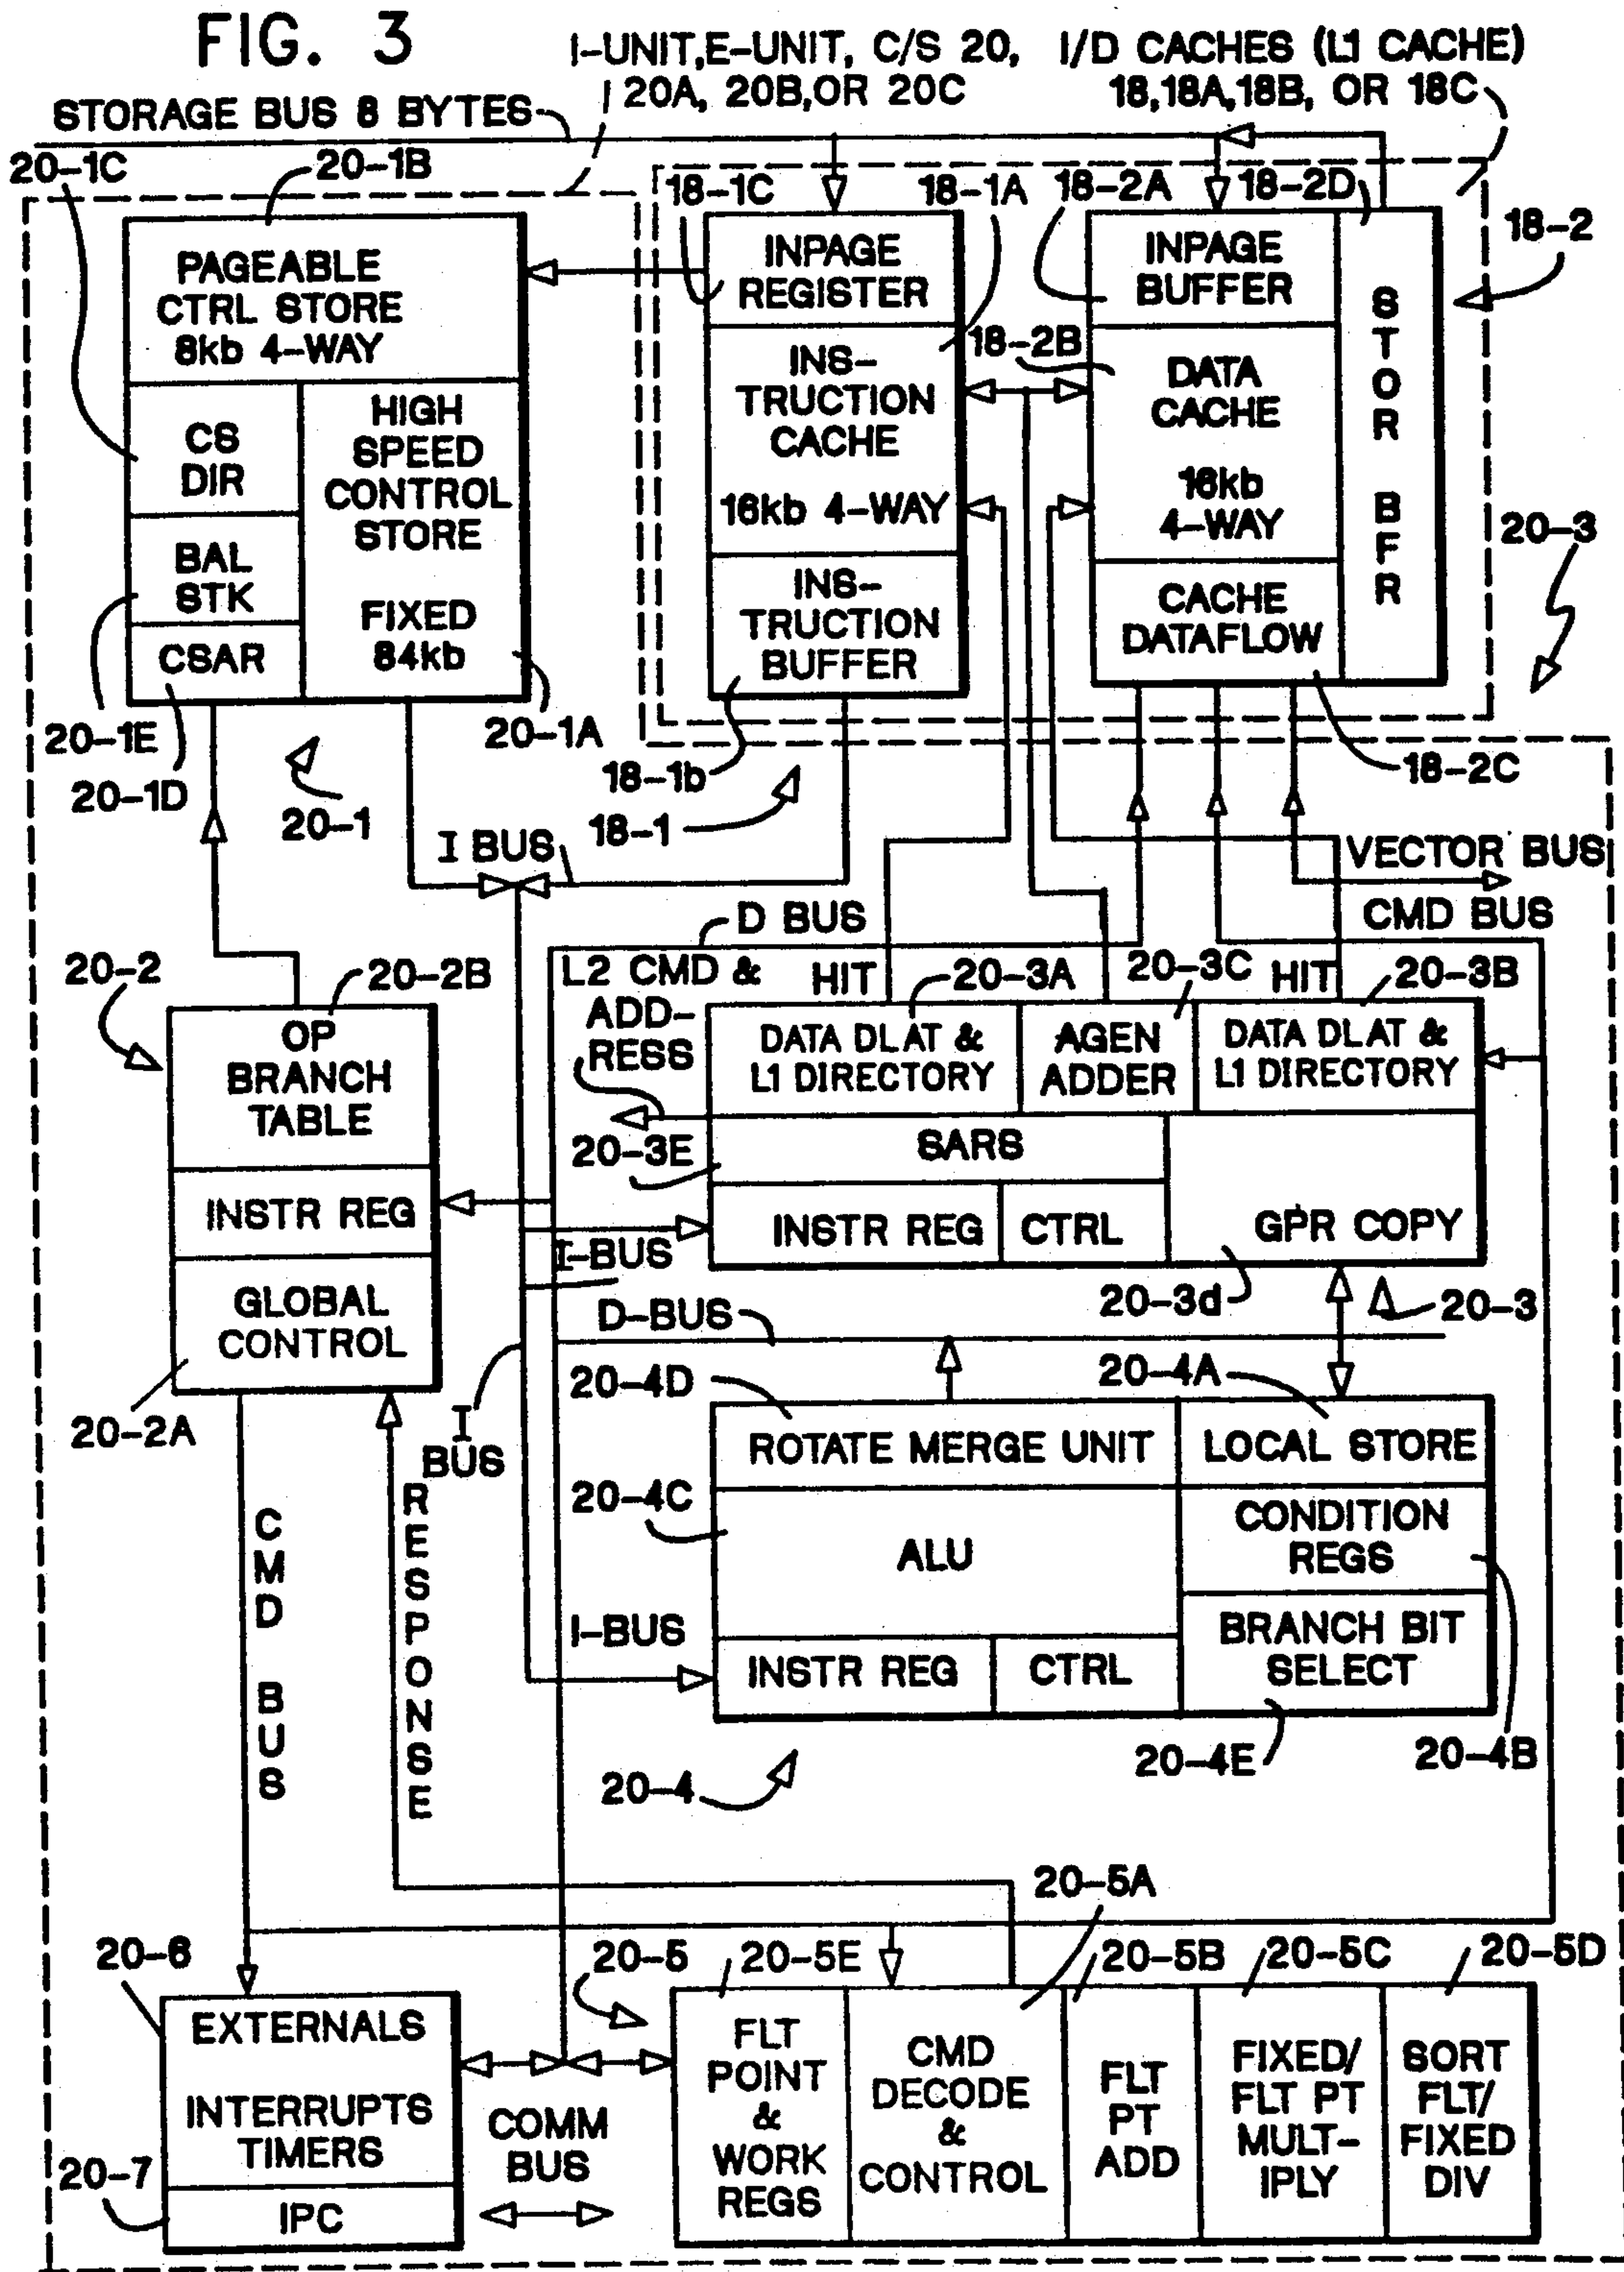 FIG. 3
I-UNIT,E-UNIT, C/S 20,
20A, 20B,OR 20C
I/D CACHES (L1 CACHE)
18,18A,18B, OR 18C
STORAGE BUS 8 BYTES
20-1C
20-1B
18-1C
18-1A
18-2A
18-2D
18-2
PAGEABLE
CTRL STORE
8kb 4-WAY
CS
DIR
BAL
STK
CSAR
HIGH
SPEED
CONTROL
STORE
FIXED
84kb
INPAGE
REGISTER
INS-
TRUCTION
CACHE
16kb 4-WAY
INS-
TRUCTION
BUFFER
18-2B
INPAGE
BUFFER
DATA
CACHE
16kb
4-WAY
CACHE
DATAFLOW
STOR BFR
20-3
20-1E
20-1D
20-1
20-1A
18-1b
18-1
18-2C
I BUS
VECTOR BUS
CMD BUS
D BUS
20-2
20-2B
L2 CMD &
ADD-
RESS
HIT
20-3A
20-3C
HIT
20-3B
OP
BRANCH
TABLE
INSTR REG
GLOBAL
CONTROL
20-2A
DATA DLAT &
L1 DIRECTORY
AGEN
ADDER
DATA DLAT &
L1 DIRECTORY
20-3E
SARS
INSTR REG
CTRL
GPR COPY
I-BUS
20-3d
20-3
D-BUS
20-4D
20-4A
I
BUS
ROTATE MERGE UNIT
LOCAL STORE
20-4C
ALU
CONDITION
REGS
I-BUS
BRANCH BIT
SELECT
INSTR REG
CTRL
20-4
20-4E
20-4B
CMD BUS
RESPONSE
20-5A
20-6
20-5
20-5E
20-5B
20-5C
20-5D
EXTERNALS
INTERRUPTS
TIMERS
20-7
IPC
COMM
BUS
FLT
POINT
&
WORK
REGS
CMD
DECODE
&
CONTROL
FLT
PT
ADD
FIXED/
FLT PT
MULT-
IPLY
SORT
FLT/
FIXED
DIV